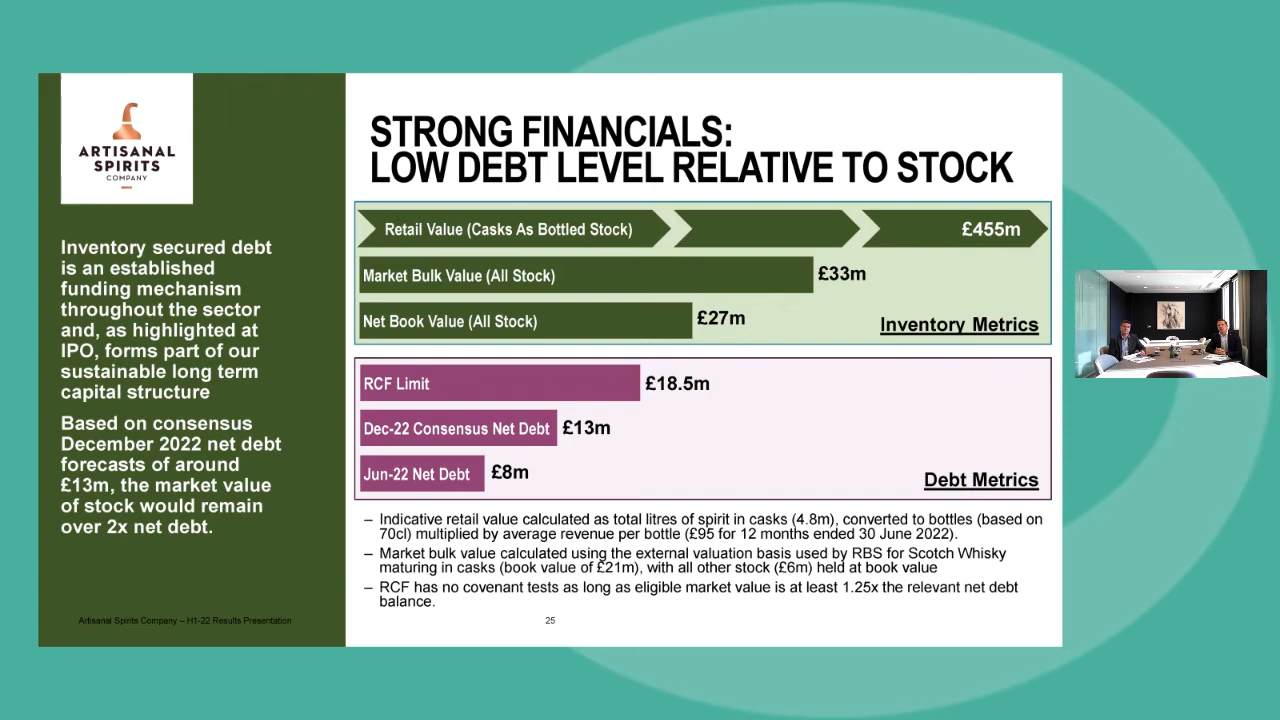 ARTISANAL
SPIRITS
COMPANY
Inventory secured debt
is an established
funding mechanism
throughout the sector
and, as highlighted at
IPO, forms part of our
sustainable long term
capital structure
Based on consensus
December 2022 net debt
forecasts of around
£13m, the market value
of stock would remain
over 2x net debt.
STRONG FINANCIALS:
LOW DEBT LEVEL RELATIVE TO STOCK
Retail Value (Casks As Bottled Stock) £455m
Market Bulk Value (All Stock) £33m
Net Book Value (All Stock) £27m
Inventory Metrics
RCF Limit £18.5m
Dec-22 Consensus Net Debt £13m
Jun-22 Net Debt £8m
Debt Metrics
– Indicative retail value calculated as total litres of spirit in casks (4.8m), converted to bottles (based on
70cl) multiplied by average revenue per bottle (£95 for 12 months ended 30 June 2022).
– Market bulk value calculated using the external valuation basis used by RBS for Scotch Whisky
maturing in casks (book value of £21m), with all other stock (£6m) held at book value
– RCF has no covenant tests as long as eligible market value is at least 1.25x the relevant net debt
balance.
Artisanal Spirits Company – H1-22 Results Presentation
25